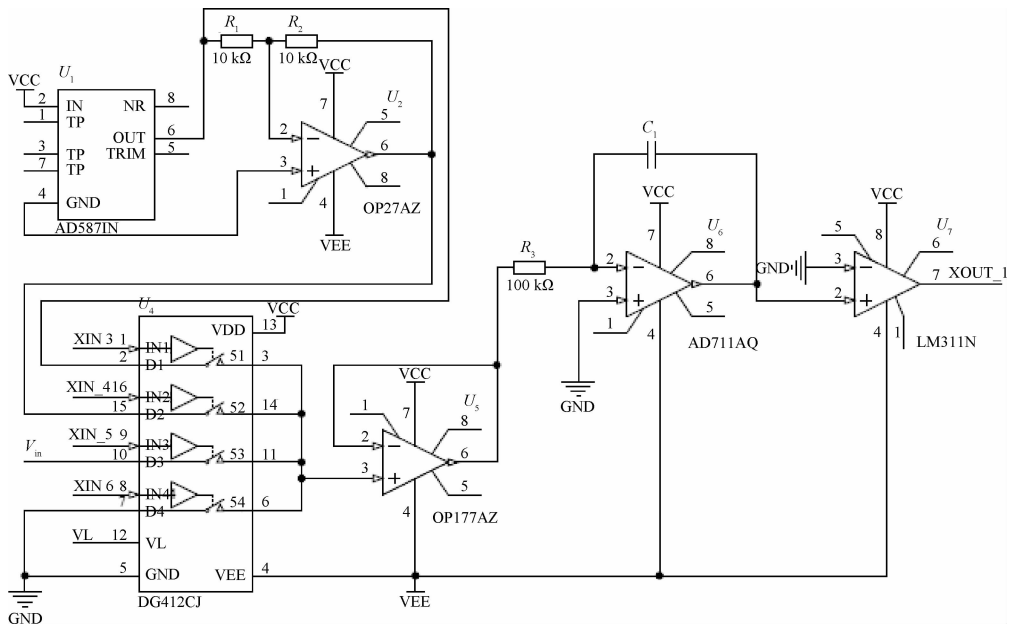 R1
10 kΩ
R2
10 kΩ
VCC
U1
2 IN NR 8
1 TP
OUT 6
3 TP TRIM 5
7 TP
4 GND
AD587IN
VCC
7
U2
5
2 −
6
3 +
8
1
4
OP27AZ
VEE
C1
VCC
7
U6
8
R3
100 kΩ
2 −
6
3 +
5
1
4
AD711AQ
GND
VCC
8
5
U7
6
GND
3 −
7 XOUT_1
2 +
4
1
LM311N
U4
VCC
VDD 13
XIN 3 1 IN1
2 D1 51 3
XIN_416 IN2
15 D2 52 14
XIN_5 9 IN3
Vin 10 D3 53 11
XIN 6 8 IN44
7 D4 54 6
VL 12 VL
5 GND VEE 4
GND
DG412CJ
VCC
7
1
U5
8
2 −
6
3 +
5
4
OP177AZ
VEE